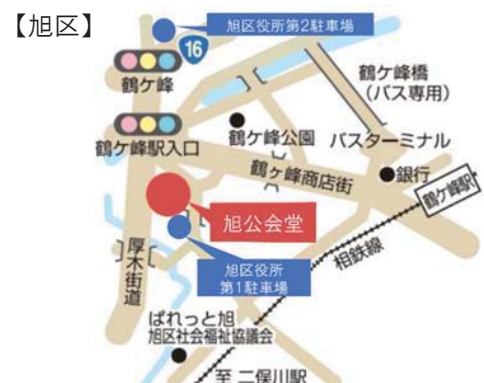 【旭区】
旭区役所第2駐車場
16
鶴ケ峰
鶴ケ峰橋
（バス専用）
鶴ケ峰駅入口
鶴ケ峰公園
バスターミナル
鶴ヶ峰商店街
銀行
鶴ケ峰駅
旭公会堂
厚木街道
相鉄線
旭区役所
第1駐車場
ぱれっと旭
旭区社会福祉協議会
至 二俣川駅